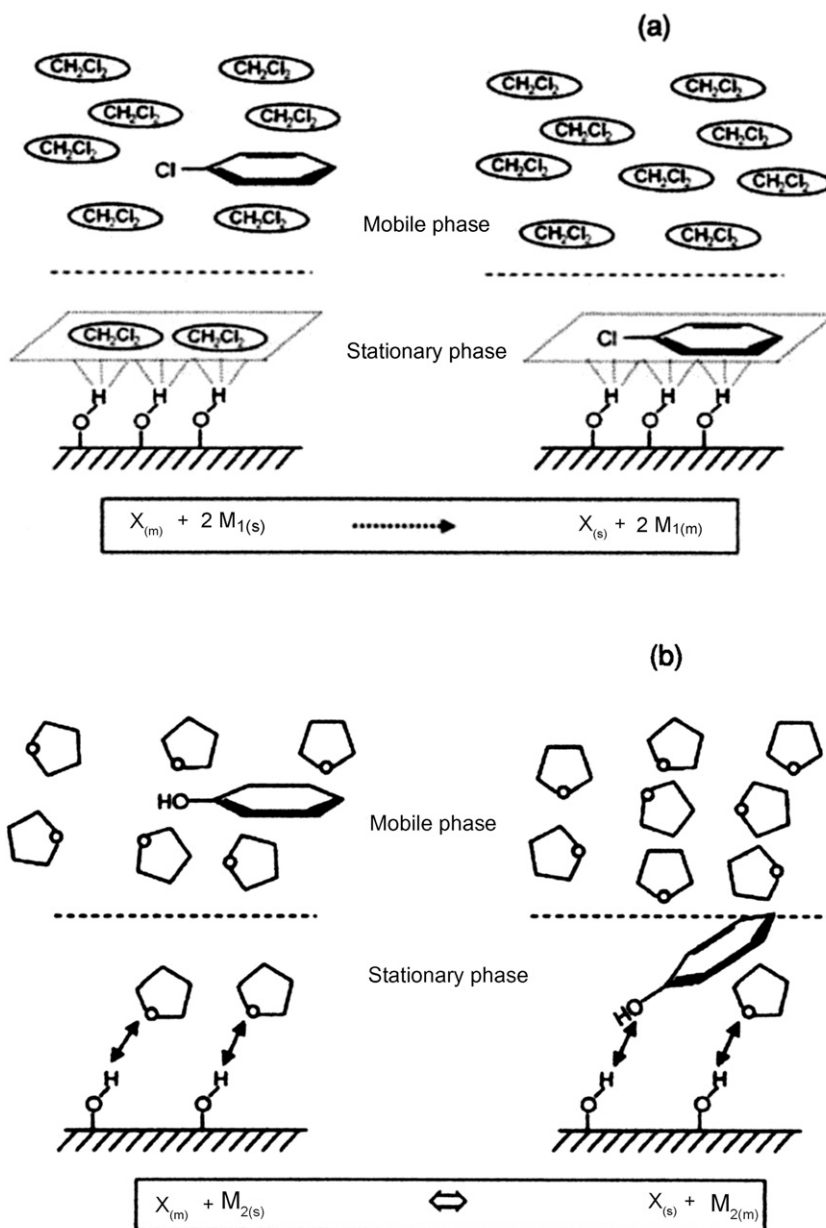 (a)
CH₂Cl₂ CH₂Cl₂
CH₂Cl₂ CH₂Cl₂
CH₂Cl₂
Cl
CH₂Cl₂ CH₂Cl₂
CH₂Cl₂ CH₂Cl₂
CH₂Cl₂ CH₂Cl₂
CH₂Cl₂ CH₂Cl₂ CH₂Cl₂
CH₂Cl₂ CH₂Cl₂
Mobile phase
CH₂Cl₂ CH₂Cl₂
Stationary phase
Cl
H H H
O O O
H H H
O O O
X(m) + 2 M1(s) X(s) + 2 M1(m)
(b)
HO
Mobile phase
Stationary phase
HO
H H
O O
H H
O O
X(m) + M2(s) ⇔ X(s) + M2(m)